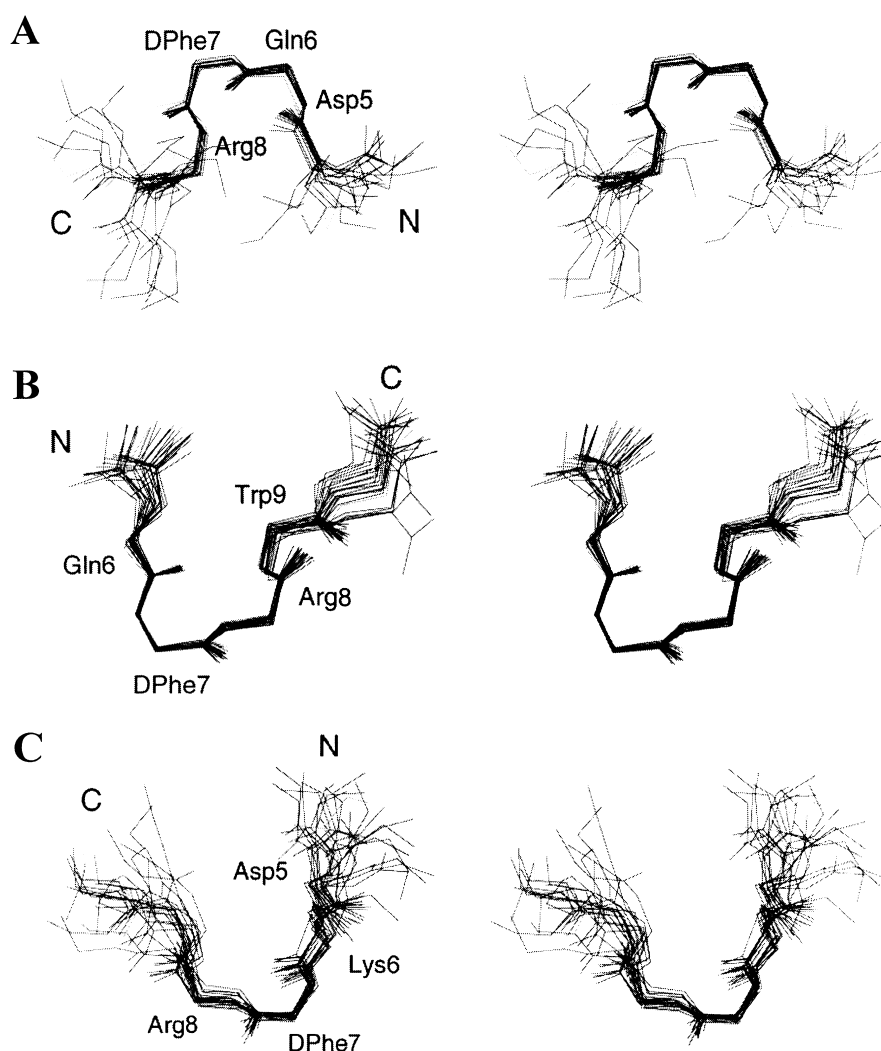 A
DPhe7 Gln6
Asp5
Arg8
C N
B
C
N
Trp9
Gln6
Arg8
DPhe7
C
N
C
Asp5
Lys6
Arg8
DPhe7